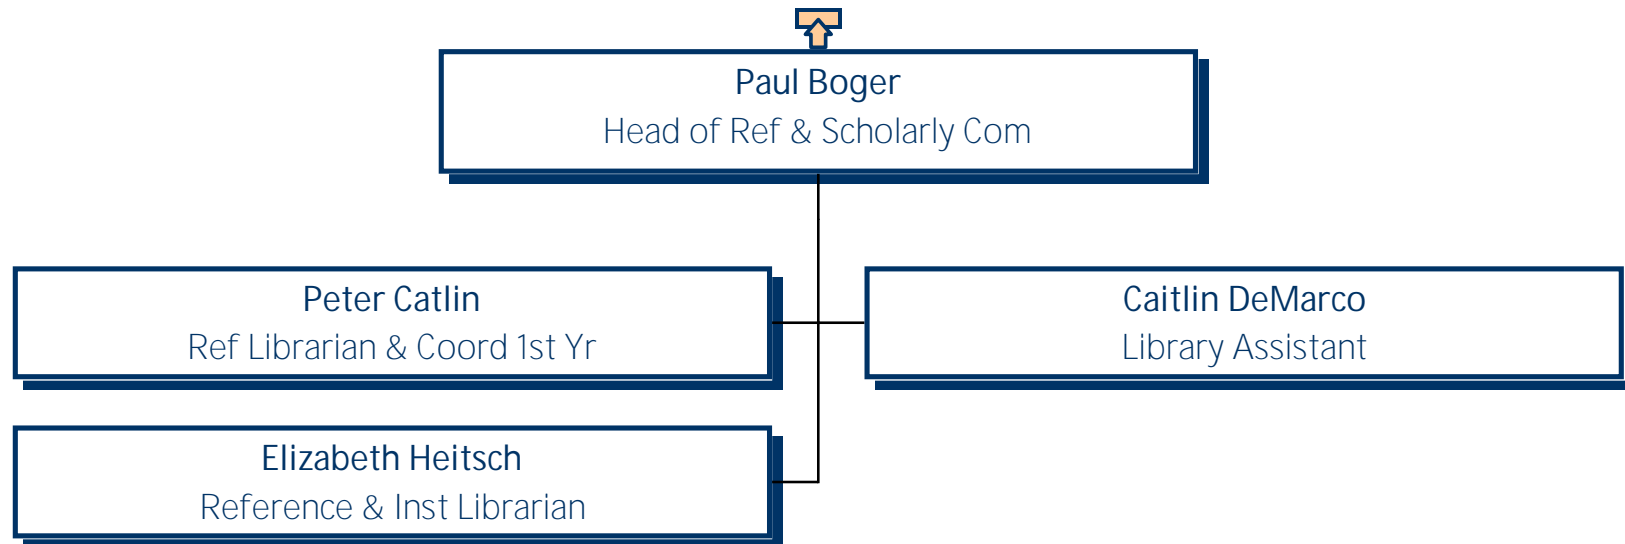 Paul Boger
Head of Ref & Scholarly Com
Peter Catlin
Ref Librarian & Coord 1st Yr
Caitlin DeMarco
Library Assistant
Elizabeth Heitsch
Reference & Inst Librarian